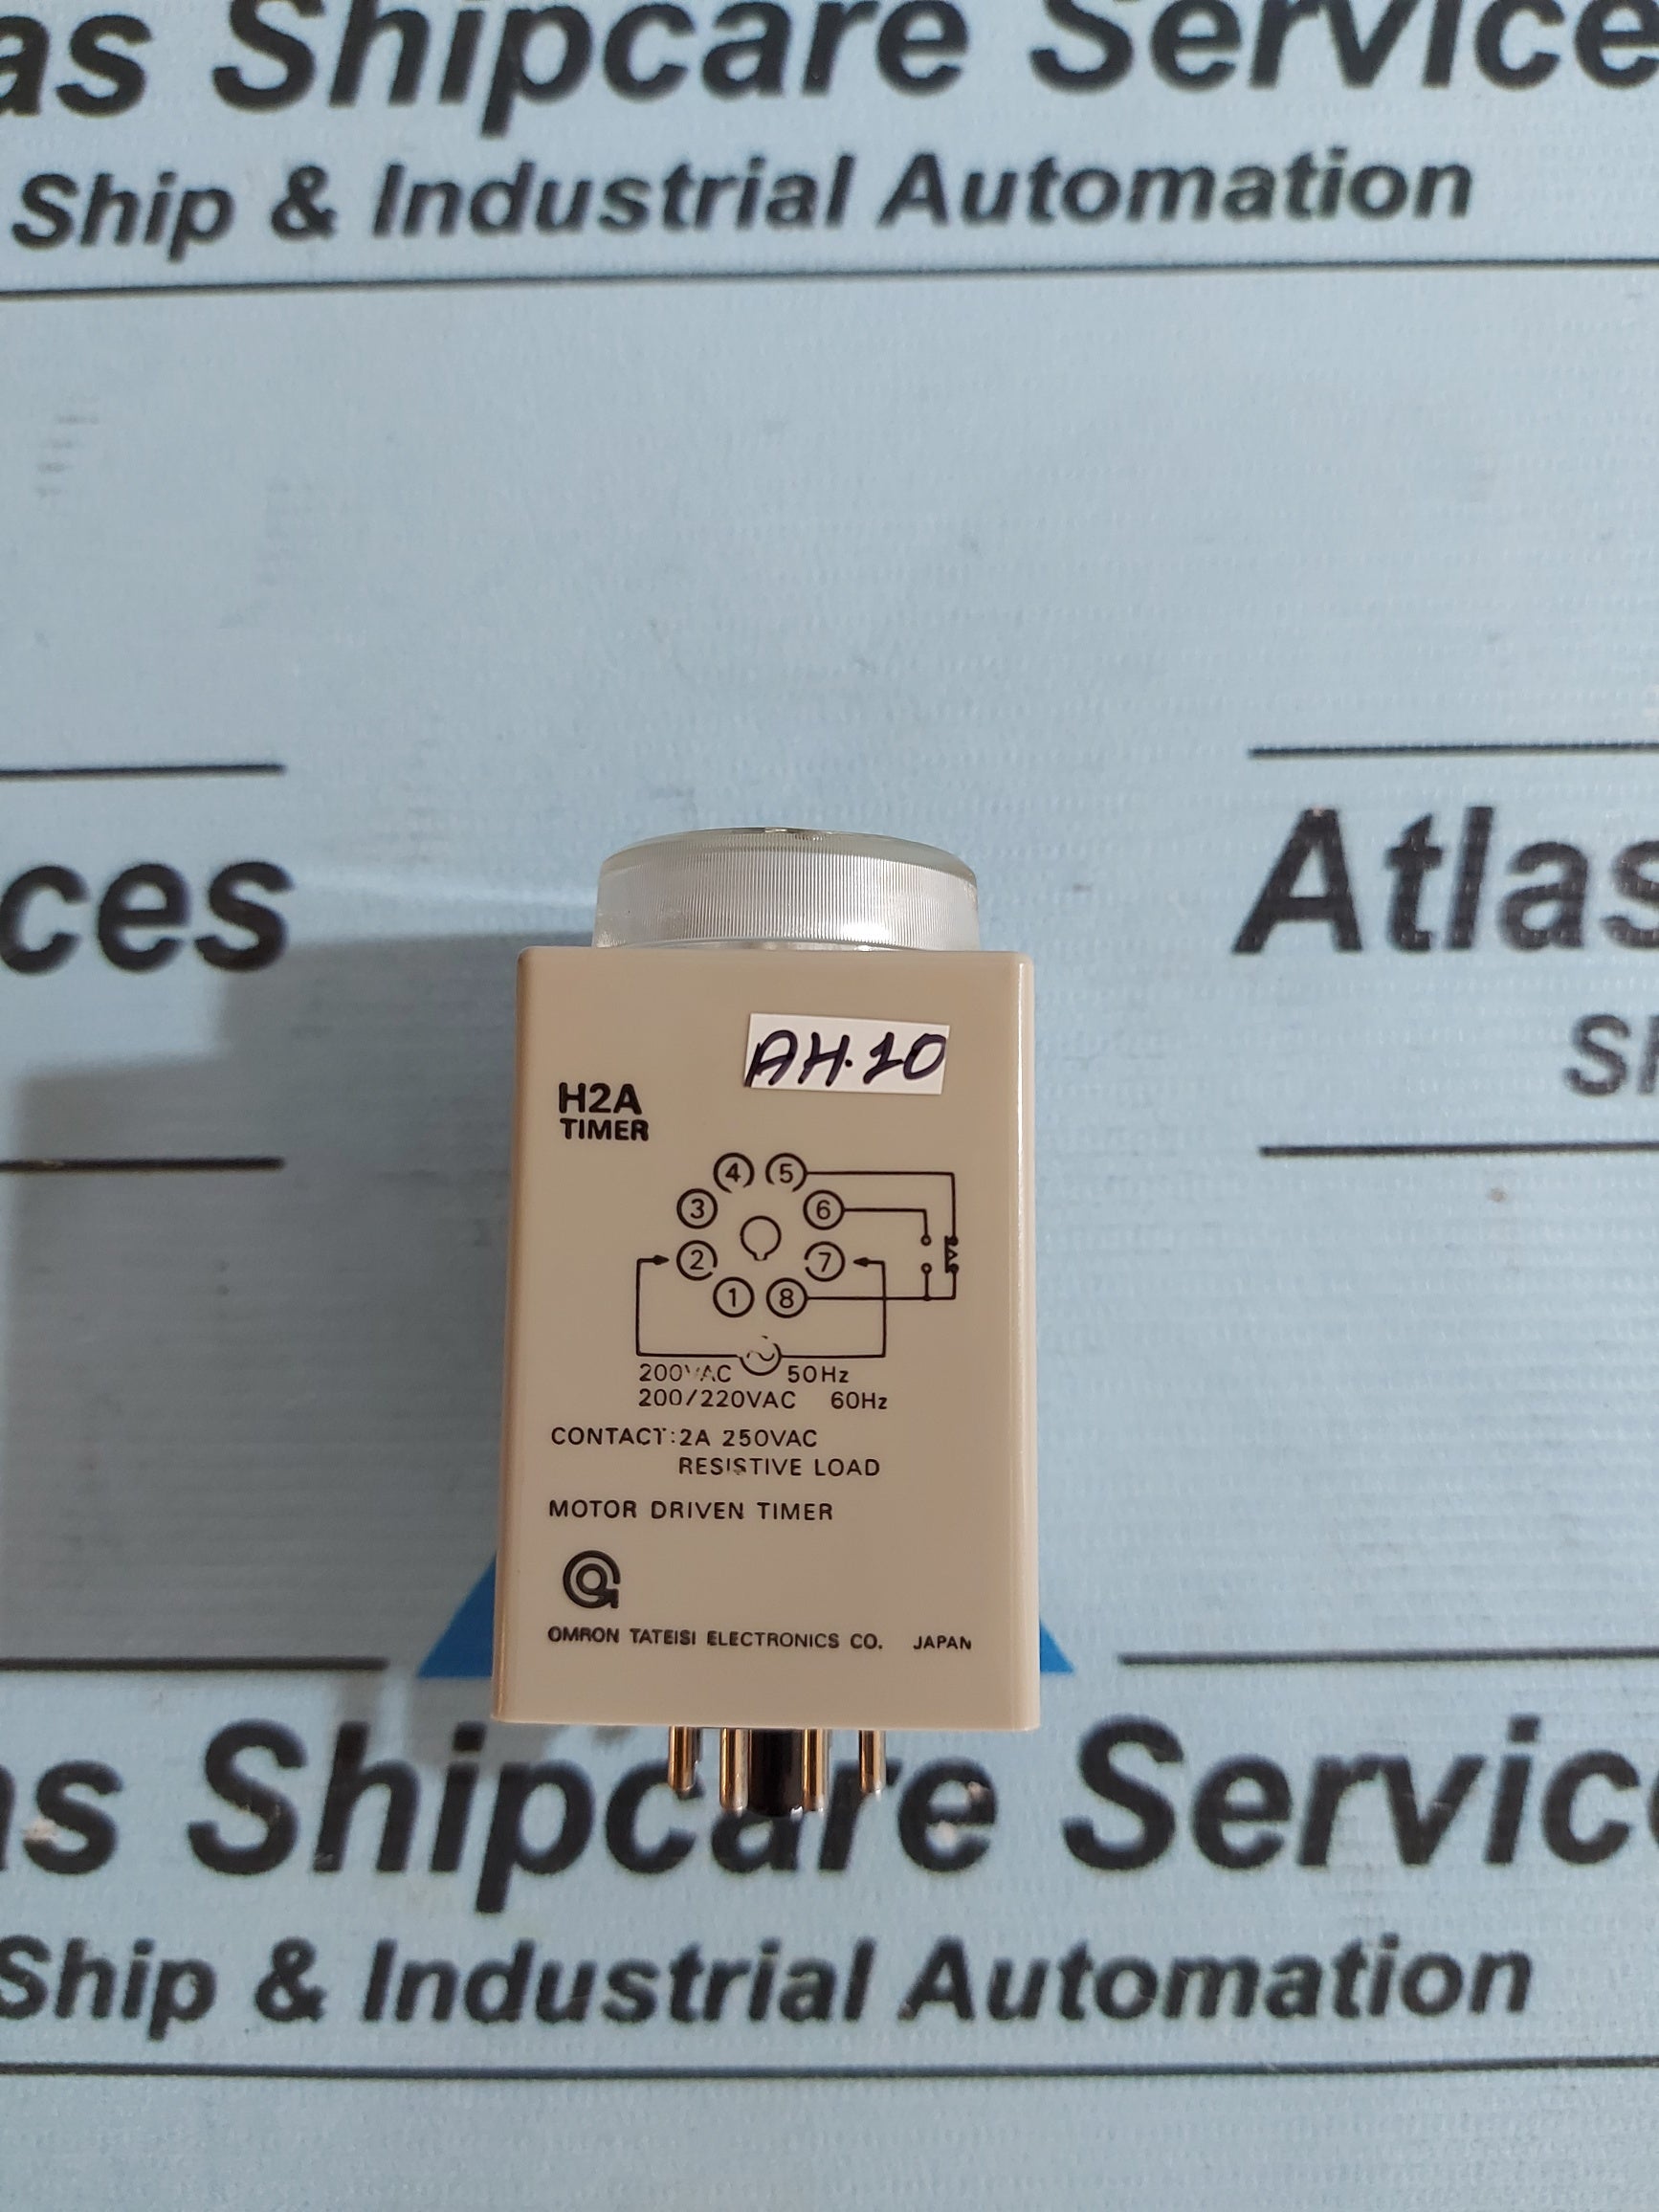 as Shipcare Service
Ship & Industrial Automation
ces
Atlas
AH.10
H2A
TIMER
4 5
3 6
2 7
1 8
200VAC 50Hz
200/220VAC 60Hz
CONTACT:2A 250VAC
RESISTIVE LOAD
MOTOR DRIVEN TIMER
OMRON TATEISI ELECTRONICS CO. JAPAN
as Shipcare Servic
Ship & Industrial Automation